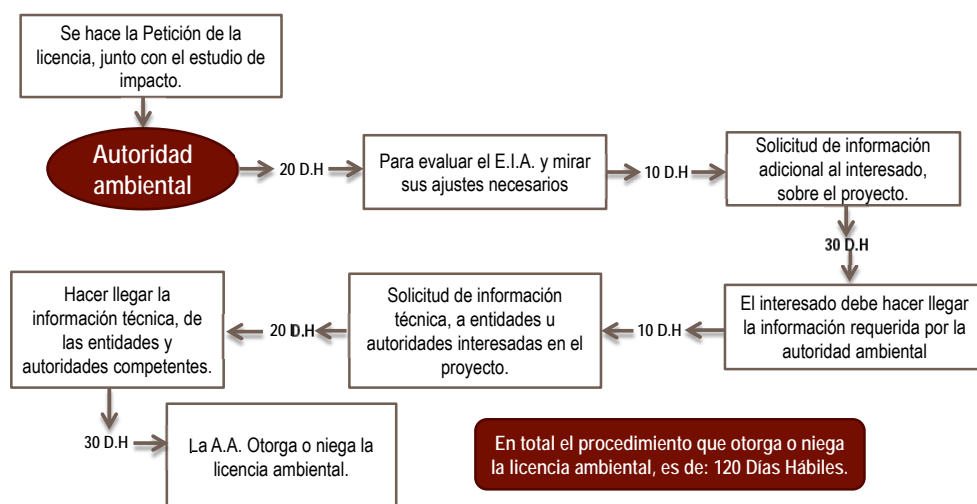 Se hace la Petición de la
licencia, junto con el estudio de
impacto.
Autoridad
ambiental
20 D.H
Para evaluar el E.I.A. y mirar
sus ajustes necesarios
10 D.H
Solicitud de información
adicional al interesado,
sobre el proyecto.
30 D.H
El interesado debe hacer llegar
la información requerida por la
autoridad ambiental
10 D.H
Solicitud de información
técnica, a entidades u
autoridades interesadas en el
proyecto.
20 D.H
Hacer llegar la
información técnica, de
las entidades y
autoridades competentes.
30 D.H
La A.A. Otorga o niega la
licencia ambiental.
En total el procedimiento que otorga o niega
la licencia ambiental, es de: 120 Días Hábiles.